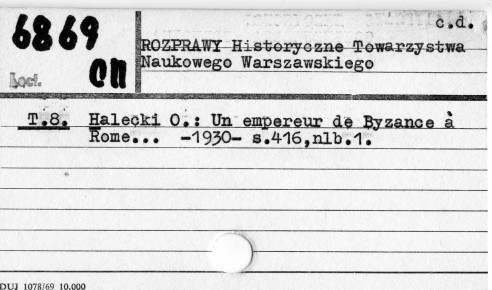 c.d.
6869
ROZPRAWY Historyczne Towarzystwa
Naukowego Warszawskiego
CII
T.8. Halecki O.: Un empereur de Byzance à
Rome... -1930- s.416,nlb.1.
DUJ 1078/69 10.000